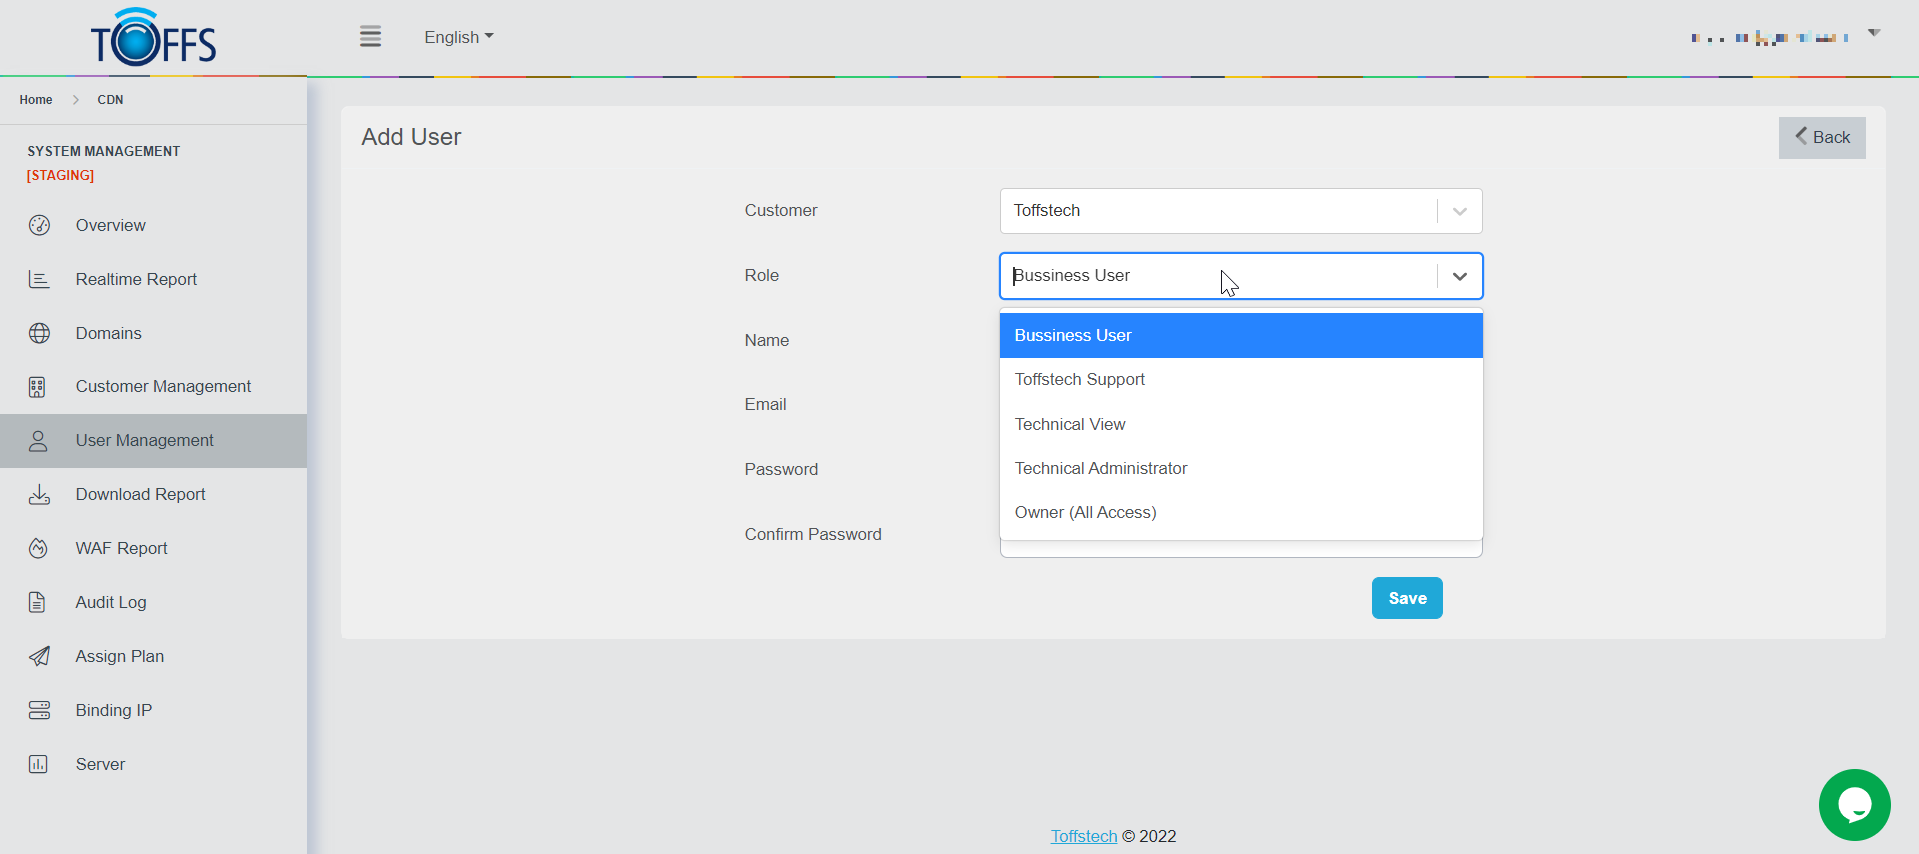 TOFFS
English
Home > CDN
SYSTEM MANAGEMENT
[STAGING]
Overview
Realtime Report
Domains
Customer Management
User Management
Download Report
WAF Report
Audit Log
Assign Plan
Binding IP
Server
Add User
Back
Customer
Toffstech
Role
Bussiness User
Bussiness User
Toffstech Support
Technical View
Technical Administrator
Owner (All Access)
Name
Email
Password
Confirm Password
Save
Toffstech © 2022